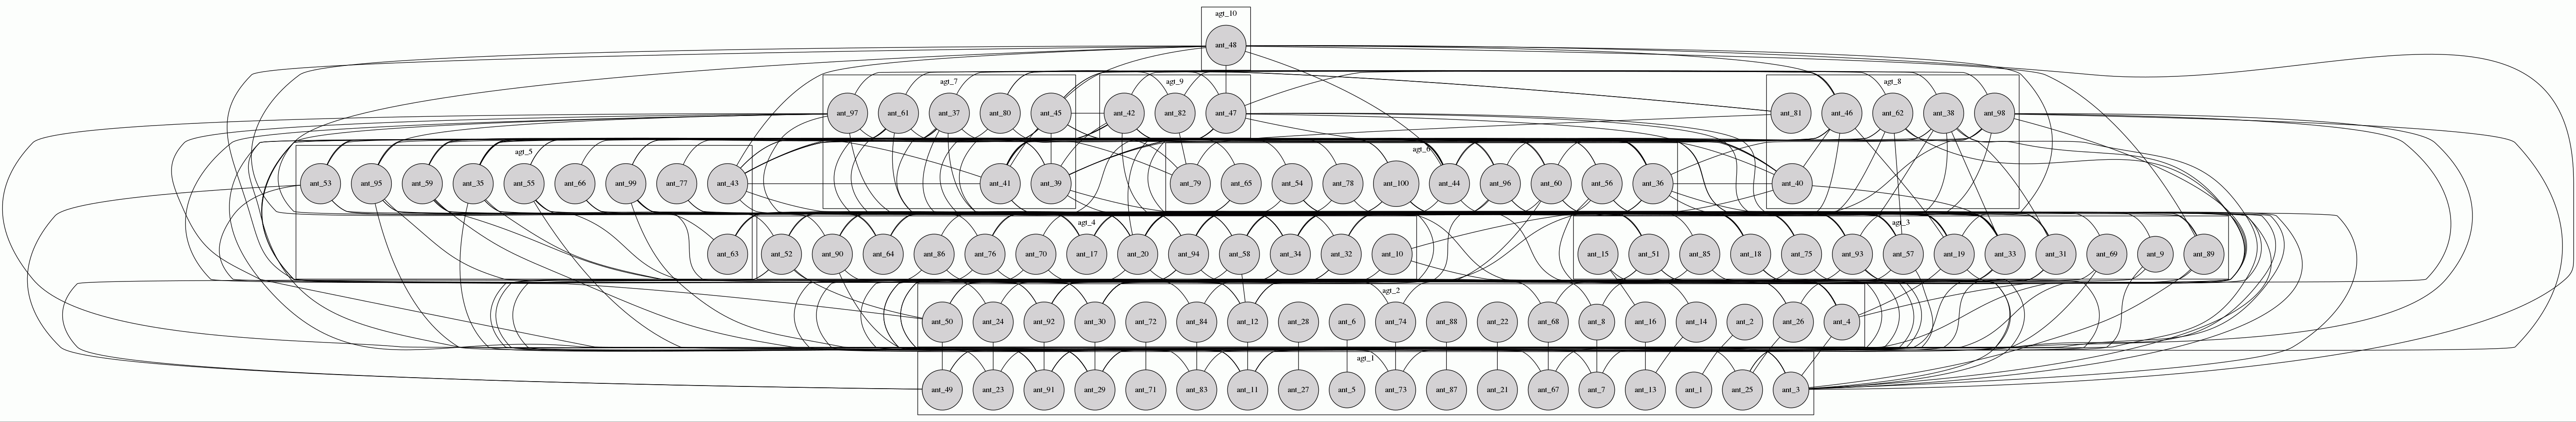 agt_10
ant_48
agt_7
agt_9
agt_8
ant_97 ant_61 ant_37 ant_80 ant_45 ant_42 ant_82 ant_47 ant_81 ant_46 ant_62 ant_38 ant_98
agt_5
agt_6
ant_53 ant_95 ant_59 ant_35 ant_55 ant_66 ant_99 ant_77 ant_43 ant_41 ant_39 ant_79 ant_65 ant_54 ant_78 ant_100 ant_44 ant_96 ant_60 ant_56 ant_36 ant_40
agt_4
agt_3
ant_63 ant_52 ant_90 ant_64 ant_86 ant_76 ant_70 ant_17 ant_20 ant_94 ant_58 ant_34 ant_32 ant_10 ant_15 ant_51 ant_85 ant_18 ant_75 ant_93 ant_57 ant_19 ant_33 ant_31 ant_69 ant_9 ant_89
agt_2
ant_50 ant_24 ant_92 ant_30 ant_72 ant_84 ant_12 ant_28 ant_6 ant_74 ant_88 ant_22 ant_68 ant_8 ant_16 ant_14 ant_2 ant_26 ant_4
agt_1
ant_49 ant_23 ant_91 ant_29 ant_71 ant_83 ant_11 ant_27 ant_5 ant_73 ant_87 ant_21 ant_67 ant_7 ant_13 ant_1 ant_25 ant_3